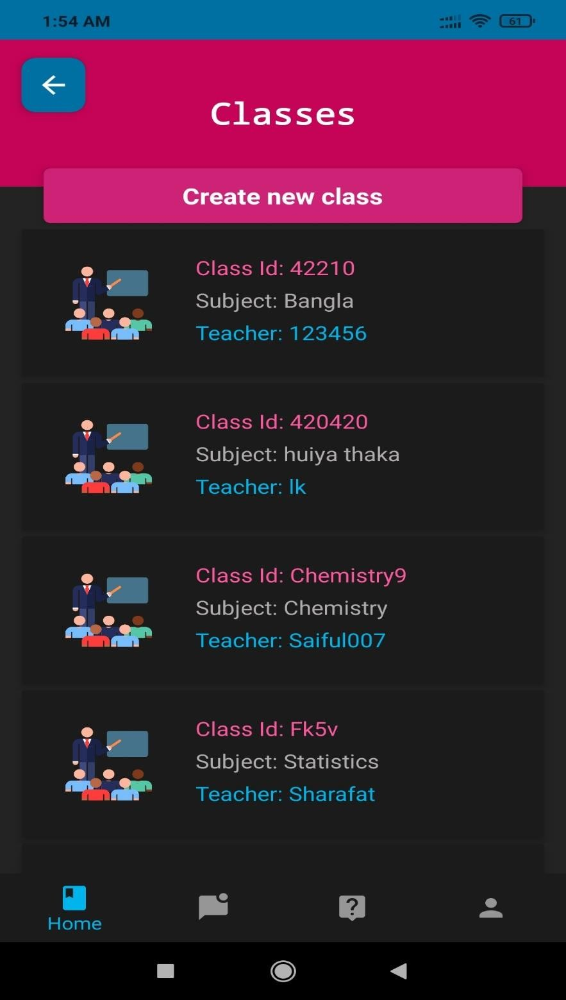 1:54 AM
61
Classes
Create new class
Class Id: 42210
Subject: Bangla
Teacher: 123456
Class Id: 420420
Subject: huiya thaka
Teacher: lk
Class Id: Chemistry9
Subject: Chemistry
Teacher: Saiful007
Class Id: Fk5v
Subject: Statistics
Teacher: Sharafat
?
Home